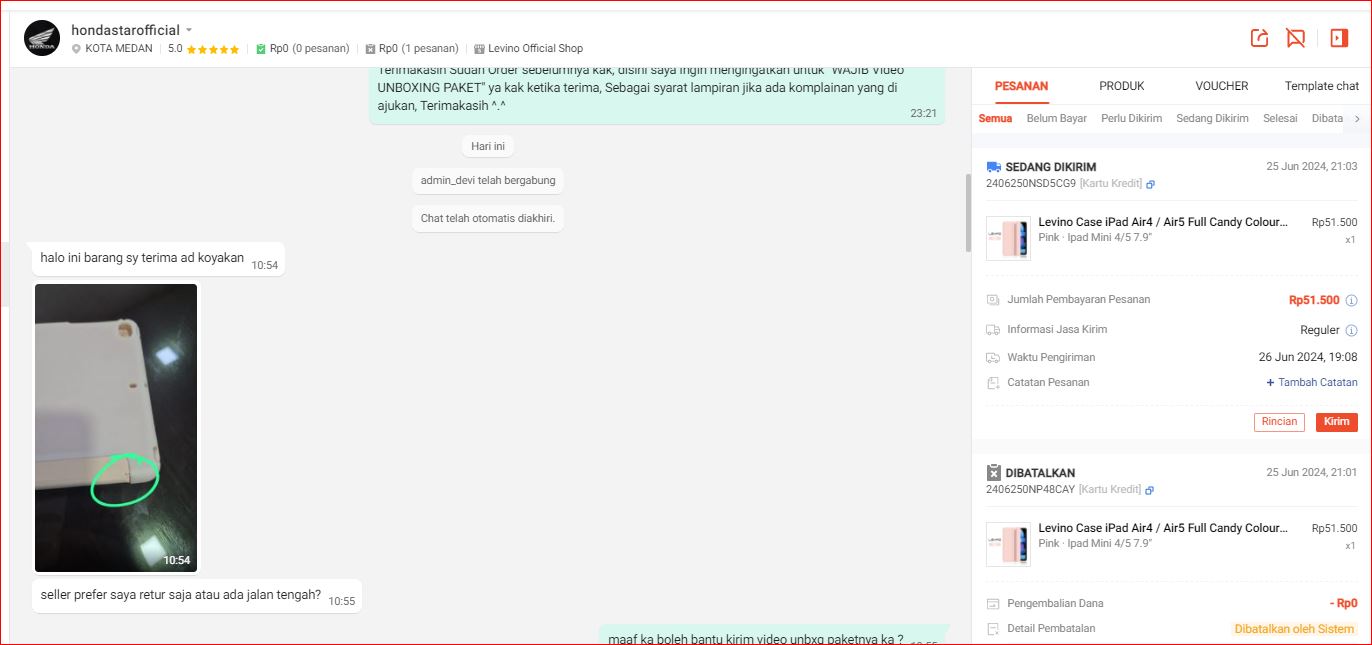 hondastarofficial
KOTA MEDAN
5.0
Rp0 (0 pesanan)
Rp0 (1 pesanan)
Levino Official Shop
HONDA
Terimakasih Sudah Order sebelumnya kak, disini saya ingin mengingatkan untuk "WAJIB Video
UNBOXING PAKET" ya kak ketika terima, Sebagai syarat lampiran jika ada komplainan yang di
ajukan, Terimakasih ^.^
23:21
Hari ini
admin_devi telah bergabung
Chat telah otomatis diakhiri.
halo ini barang sy terima ad koyakan
10:54
10:54
seller prefer saya retur saja atau ada jalan tengah?
10:55
maaf ka boleh bantu kirim video unbxg paketnya ka ?
10:55
PESANAN
PRODUK
VOUCHER
Template chat
Semua
Belum Bayar
Perlu Dikirim
Sedang Dikirim
Selesai
Dibata
SEDANG DIKIRIM
25 Jun 2024, 21:03
2406250NSD5CG9 [Kartu Kredit]
Levino Case iPad Air4 / Air5 Full Candy Colour...
Rp51.500
Pink · Ipad Mini 4/5 7.9"
x1
Jumlah Pembayaran Pesanan
Rp51.500
Informasi Jasa Kirim
Reguler
Waktu Pengiriman
26 Jun 2024, 19:08
Catatan Pesanan
+ Tambah Catatan
Rincian
Kirim
DIBATALKAN
25 Jun 2024, 21:01
2406250NP48CAY [Kartu Kredit]
Levino Case iPad Air4 / Air5 Full Candy Colour...
Rp51.500
Pink · Ipad Mini 4/5 7.9"
x1
Pengembalian Dana
- Rp0
Detail Pembatalan
Dibatalkan oleh Sistem